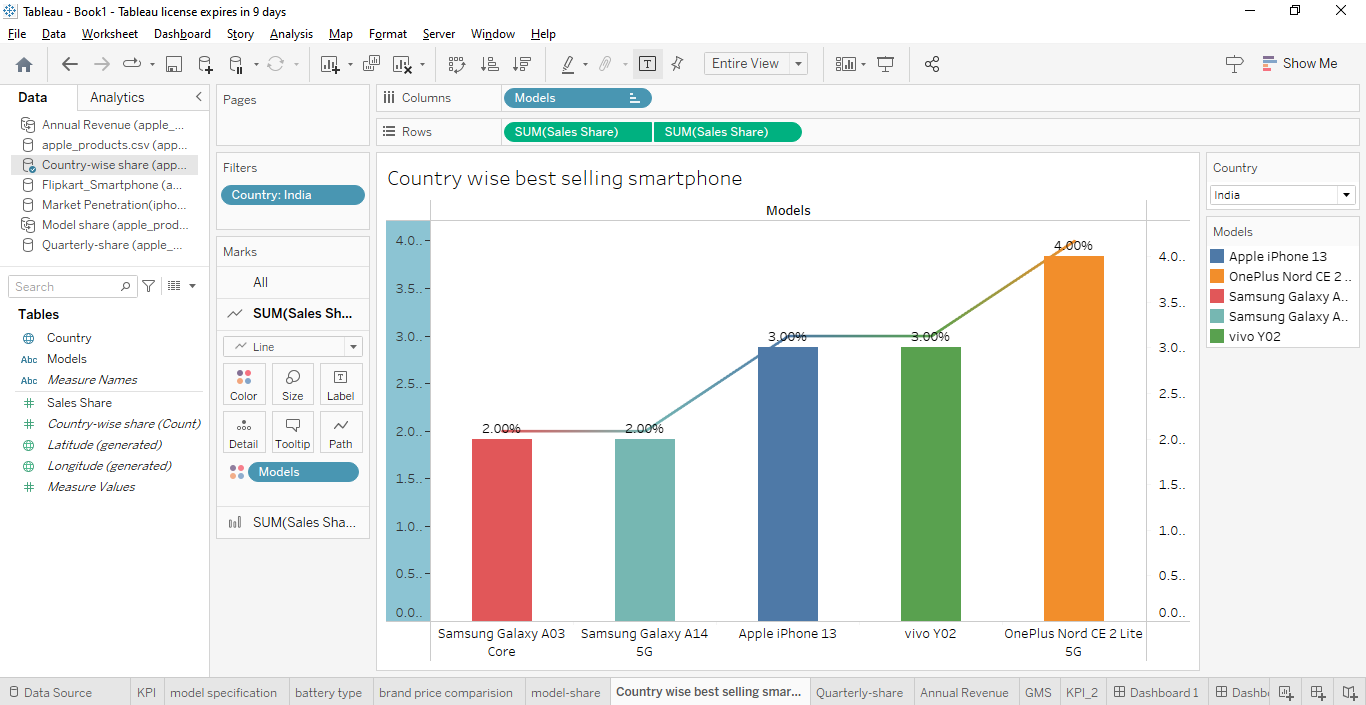 Tableau - Book1 - Tableau license expires in 9 days
File Data Worksheet Dashboard Story Analysis Map Format Server Window Help
Entire View
Show Me
Data Analytics
Annual Revenue (apple_...
apple_products.csv (app...
Country-wise share (app...
Flipkart_Smartphone (a...
Market Penetration(ipho...
Model share (apple_prod...
Quarterly-share (apple_...
Search
Tables
Country
Abc Models
Abc Measure Names
Sales Share
Country-wise share (Count)
Latitude (generated)
Longitude (generated)
Measure Values
Pages
Filters
Country: India
Marks
All
SUM(Sales Sh...
Line
Color Size Label
Detail Tooltip Path
Models
SUM(Sales Sha...
Columns Models
Rows SUM(Sales Share) SUM(Sales Share)
Country wise best selling smartphone
Models
4.0..
3.5..
3.0..
2.5..
2.0..
1.5..
1.0..
0.5..
0.0..
2.00% 2.00% 3.00% 3.00% 4.00%
4.0..
3.5..
3.0..
2.5..
2.0..
1.5..
1.0..
0.5..
0.0..
Samsung Galaxy A03 Core
Samsung Galaxy A14 5G
Apple iPhone 13
vivo Y02
OnePlus Nord CE 2 Lite 5G
Country
India
Models
Apple iPhone 13
OnePlus Nord CE 2 ..
Samsung Galaxy A..
Samsung Galaxy A..
vivo Y02
Data Source KPI model specification battery type brand price comparision model-share Country wise best selling smar... Quarterly-share Annual Revenue GMS KPI_2 Dashboard 1 Dashb